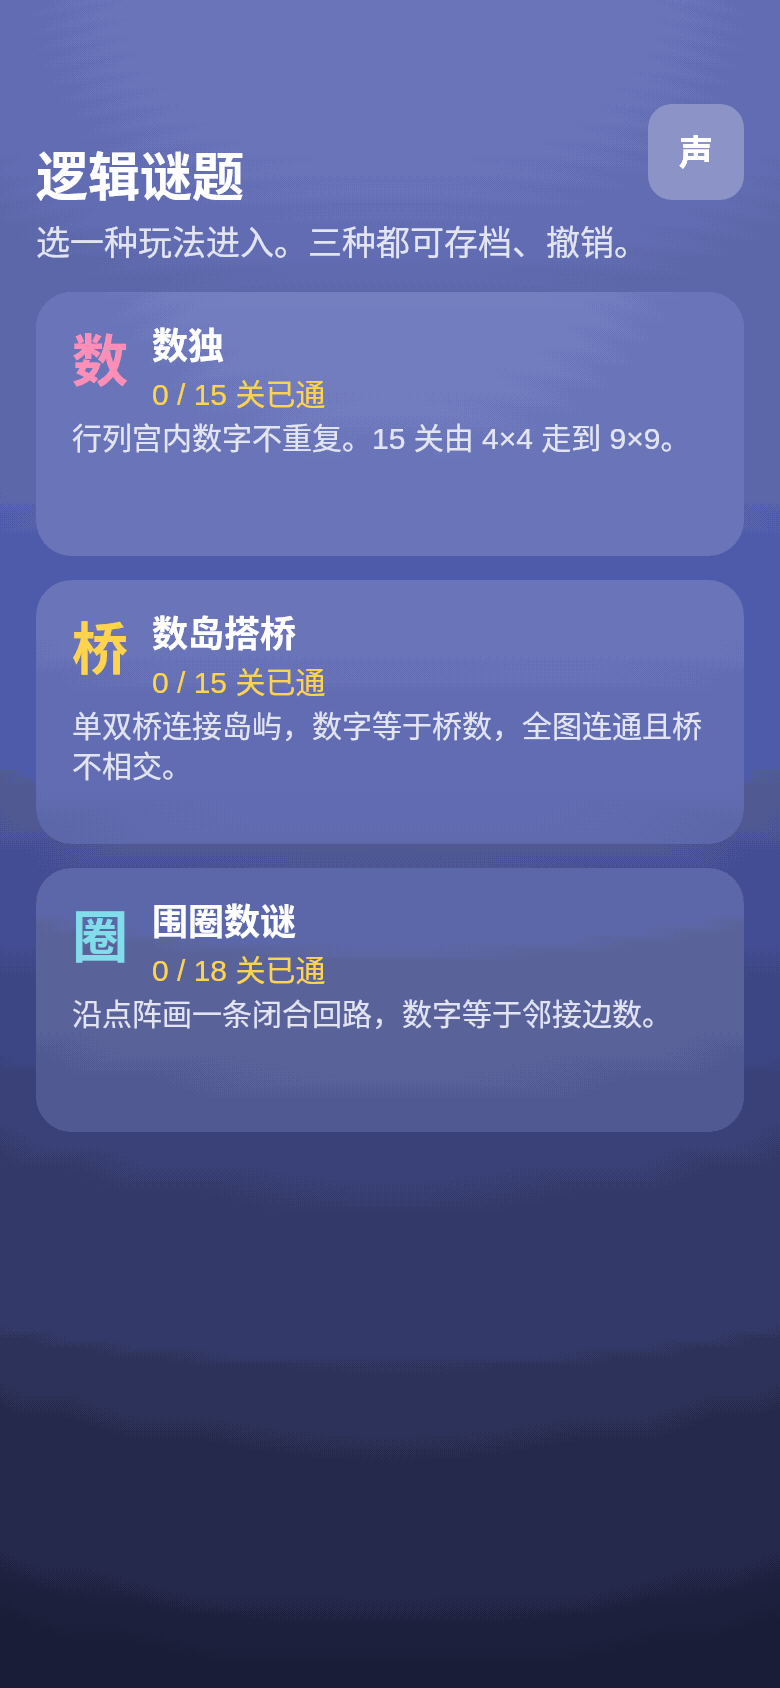 声
逻辑谜题
选一种玩法进入。三种都可存档、撤销。
数
数独
0 / 15 关已通
行列宫内数字不重复。15 关由 4×4 走到 9×9。
桥
数岛搭桥
0 / 15 关已通
单双桥连接岛屿，数字等于桥数，全图连通且桥
不相交。
圈
围圈数谜
0 / 18 关已通
沿点阵画一条闭合回路，数字等于邻接边数。